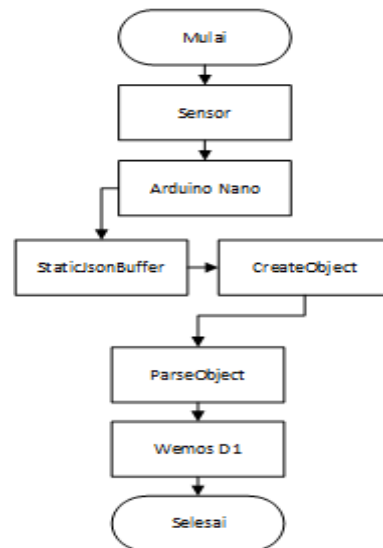 Mulai
Sensor
Arduino Nano
StaticJsonBuffer
CreateObject
ParseObject
Wemos D1
Selesai